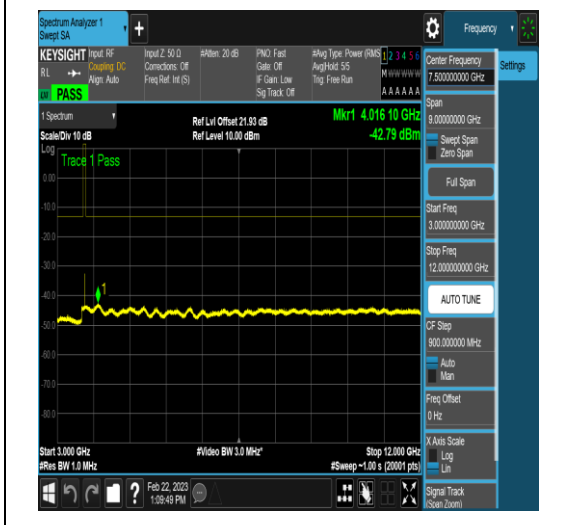 Spectrum Analyzer 1
Swept SA
+
Frequency
KEYSIGHT
RL
PASS
Input: RF
Coupling: DC
Align: Auto
Input Z: 50 Ω
Corrections: Off
Freq Ref: Int (S)
#Atten: 20 dB
PNO: Fast
Gate: Off
IF Gain: Low
Sig Track: Off
#Avg Type: Power (RMS
Avg|Hold: 5/5
Trig: Free Run
1 2 3 4 5 6
M W W W W W
A A A A A A
1 Spectrum
Scale/Div 10 dB
Ref Lvl Offset 21.93 dB
Ref Level 10.00 dBm
Mkr1 4.016 10 GHz
-42.79 dBm
Log
Trace 1 Pass
1
0.00
-10.0
-20.0
-30.0
-40.0
-50.0
-60.0
-70.0
-80.0
Start 3.000 GHz
#Res BW 1.0 MHz
#Video BW 3.0 MHz*
Stop 12.000 GHz
#Sweep ~1.00 s (20001 pts)
?
Feb 22, 2023
1:09:49 PM
Center Frequency
7.500000000 GHz
Settings
Span
9.00000000 GHz
Swept Span
Zero Span
Full Span
Start Freq
3.000000000 GHz
Stop Freq
12.000000000 GHz
AUTO TUNE
CF Step
900.000000 MHz
Auto
Man
Freq Offset
0 Hz
X Axis Scale
Log
Lin
Signal Track
(Span Zoom)